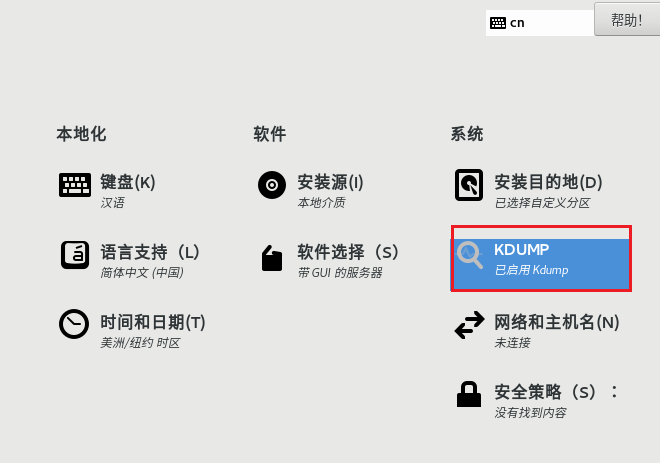 cn
帮助!
本地化
软件
系统
键盘(K)
汉语
安装源(I)
本地介质
安装目的地(D)
已选择自定义分区
语言支持（L）
简体中文 (中国)
软件选择（S）
带 GUI 的服务器
KDUMP
已启用 Kdump
时间和日期(T)
美洲/纽约 时区
网络和主机名(N)
未连接
安全策略（S）：
没有找到内容